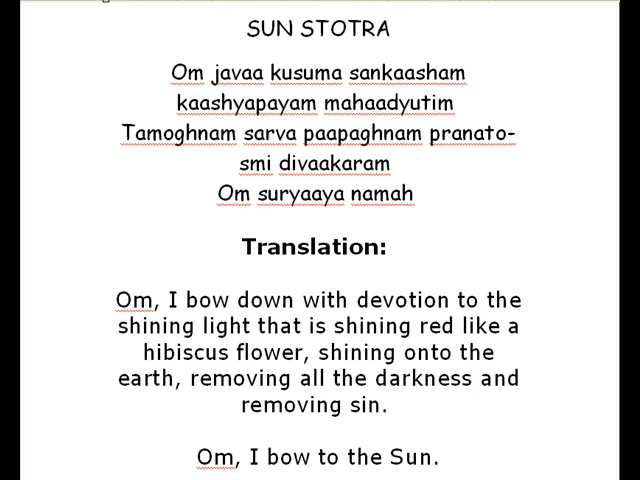 SUN STOTRA
Om javaa kusuma sankaasham
kaashyapayam mahaadyutim
Tamoghnam sarva paapaghnam pranato-
smi divaakaram
Om suryaaya namah
Translation:
Om, I bow down with devotion to the
shining light that is shining red like a
hibiscus flower, shining onto the
earth, removing all the darkness and
removing sin.
Om, I bow to the Sun.